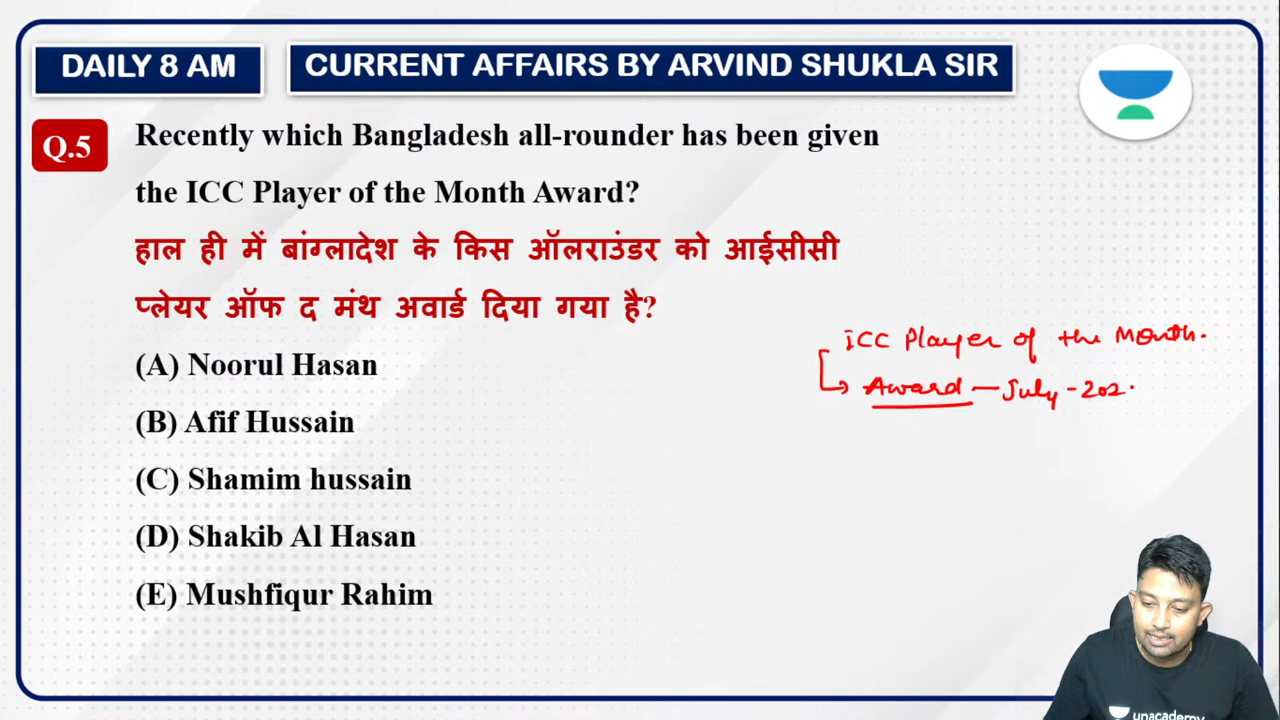 DAILY 8 AM
CURRENT AFFAIRS BY ARVIND SHUKLA SIR
Q.5
Recently which Bangladesh all-rounder has been given
the ICC Player of the Month Award?
हाल ही में बांग्लादेश के किस ऑलराउंडर को आईसीसी
प्लेयर ऑफ द मंथ अवार्ड दिया गया है?
ICC Player of the Month.
Award - July - 202.
(A) Noorul Hasan
(B) Afif Hussain
(C) Shamim hussain
(D) Shakib Al Hasan
(E) Mushfiqur Rahim
unacademy